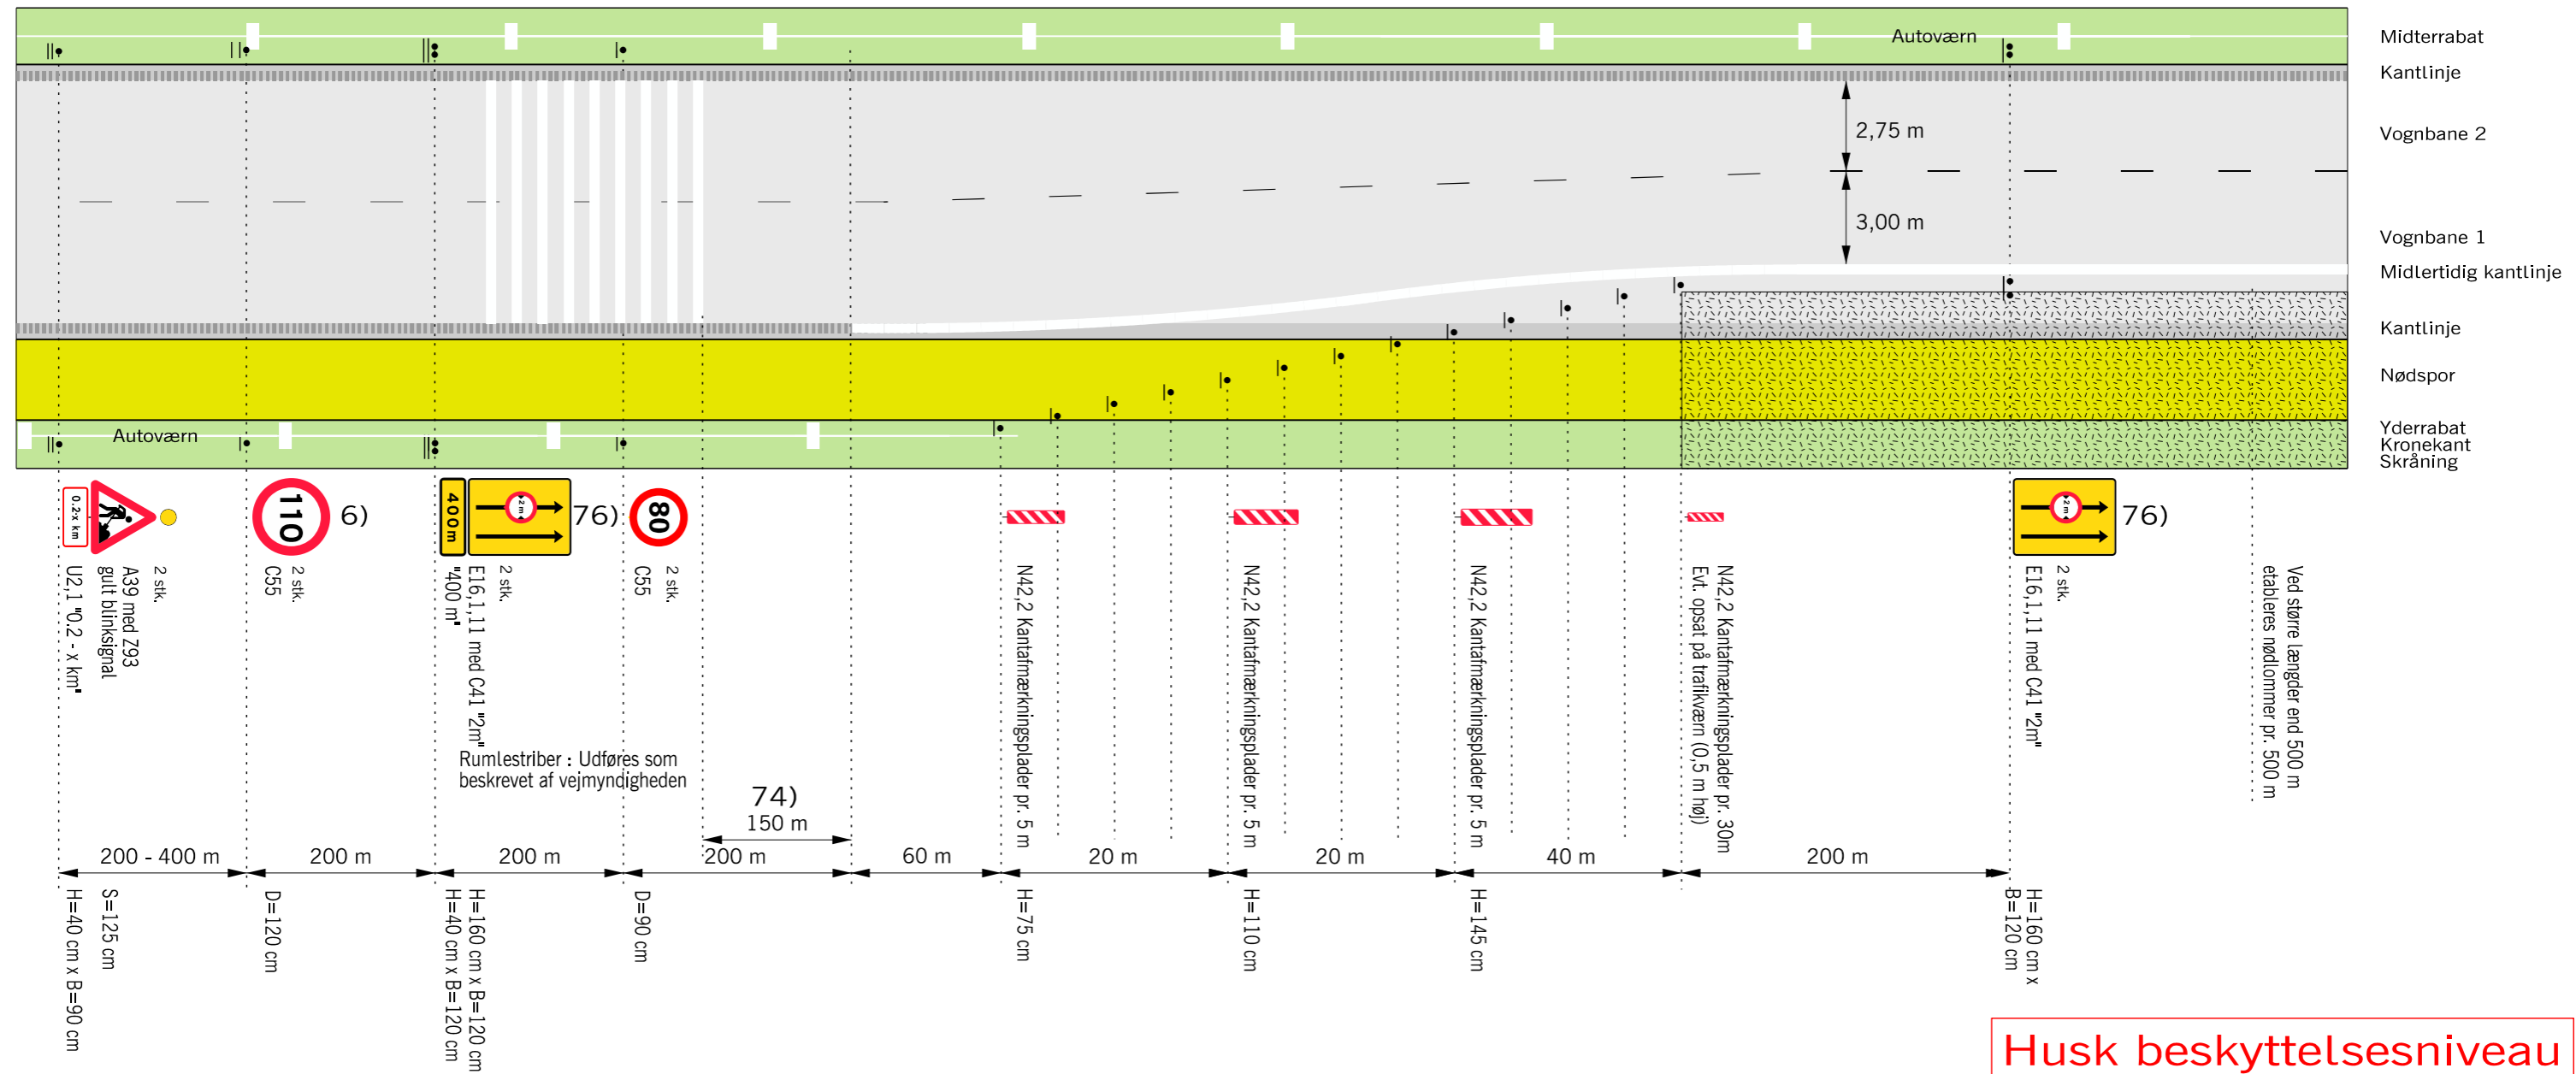 Autoværn
Midterrabat
Kantlinje
2,75 m
Vognbane 2
3,00 m
Vognbane 1
Midlertidig kantlinje
Kantlinje
Nødspor
Autoværn
Yderrabat
Kronekant
Skråning
0.2-x km
110
6)
400m
2m
76)
80
2m
76)
2 stk.
A39 med Z93
gult blinksignal
U2,1 "0.2 - x km"
2 stk.
C55
2 stk.
E16,1,11 med C41 "2m"
"400 m"
2 stk.
C55
N42,2 Kantafmærkningsplader pr. 5 m
N42,2 Kantafmærkningsplader pr. 5 m
N42,2 Kantafmærkningsplader pr. 5 m
N42,2 Kantafmærkningsplader pr. 30m
Evt. opsat på trafikværn (0,5 m høj)
2 stk.
E16,1,11 med C41 "2m"
Ved større længder end 500 m
etableres nødlommer pr. 500 m
Rumlestriber : Udføres som
beskrevet af vejmyndigheden
74)
150 m
200 - 400 m
200 m
200 m
200 m
60 m
20 m
20 m
40 m
200 m
S=125 cm
H=40 cm x B=90 cm
D=120 cm
H=160 cm x B=120 cm
H=40 cm x B=120 cm
D=90 cm
H=75 cm
H=110 cm
H=145 cm
H=160 cm x
B=120 cm
Husk beskyttelsesniveau